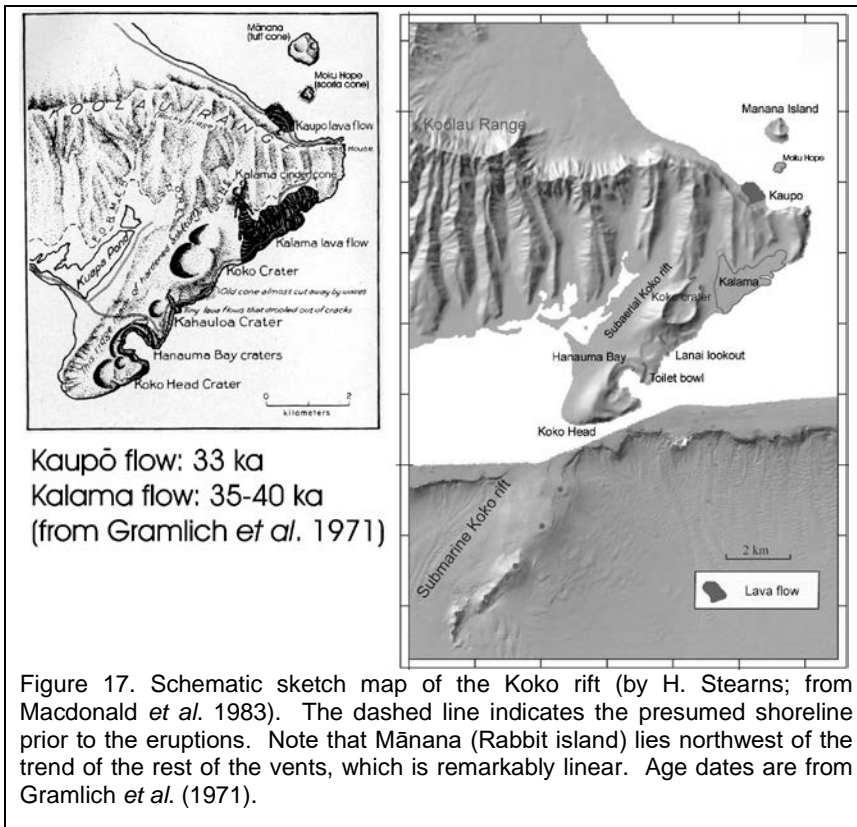 Mānana
(tuff cone)
Moku Hope
(scoria cone)
KOOLAU RANGE
Kaupo lava flow
Light House
Kalama cinder cone
FORMER
SHORE
Kalama lava flow
Kuapa Pond
Koko Crater
Old cone almost cut away by waves
Tiny lava flows that drooled out of cracks
Kahauloa Crater
Hanauma Bay craters
Koko Head Crater
0 2
kilometers
Kaupō flow: 33 ka
Kalama flow: 35-40 ka
(from Gramlich et al. 1971)
Koolau Range
Manana Island
Moku Hope
Kaupo
Subaerial Koko rift
Koko crater
Kalama
Hanauma Bay
Lanai lookout
Toilet bowl
Koko Head
Submarine Koko rift
2 km
Lava flow
Figure 17. Schematic sketch map of the Koko rift (by H. Stearns; from
Macdonald et al. 1983). The dashed line indicates the presumed shoreline
prior to the eruptions. Note that Mānana (Rabbit island) lies northwest of the
trend of the rest of the vents, which is remarkably linear. Age dates are from
Gramlich et al. (1971).